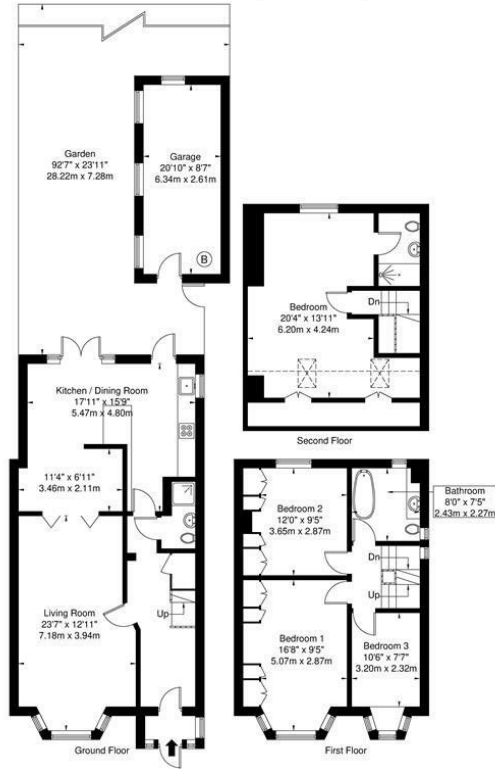 Garden
92'7" x 23'11"
28.22m x 7.28m
Garage
20'10" x 8'7"
6.34m x 2.61m
B
Kitchen / Dining Room
17'11" x 15'9"
5.47m x 4.80m
11'4" x 6'11"
3.46m x 2.11m
Living Room
23'7" x 12'11"
7.18m x 3.94m
Up
Ground Floor
Bedroom
20'4" x 13'11"
6.20m x 4.24m
Dn
Second Floor
Bedroom 2
12'0" x 9'5"
3.65m x 2.87m
Bathroom
8'0" x 7'5"
2.43m x 2.27m
Dn
Up
Bedroom 1
16'8" x 9'5"
5.07m x 2.87m
Bedroom 3
10'6" x 7'7"
3.20m x 2.32m
First Floor